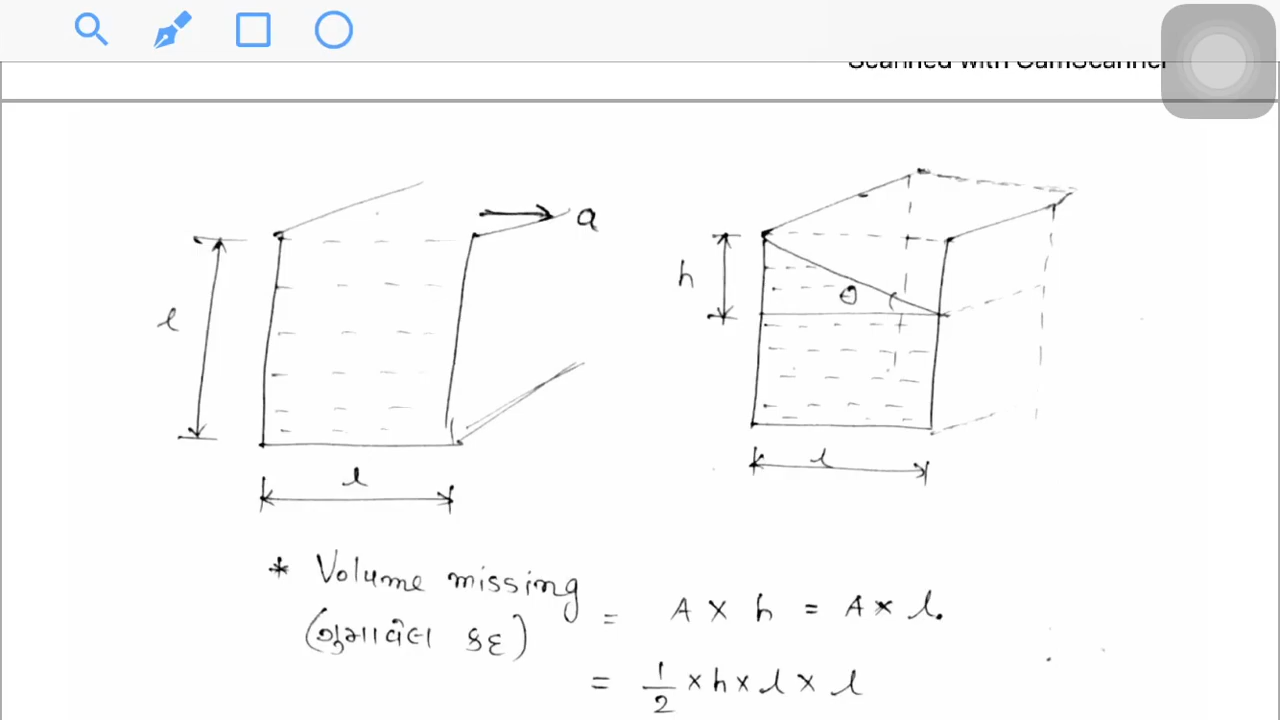 Scanned with CamScanner
a
l
l
h
θ
l
* Volume missing
(ગુમાવેલ કદ)
= A × h = A × l.
= 1/2 × h × l × l